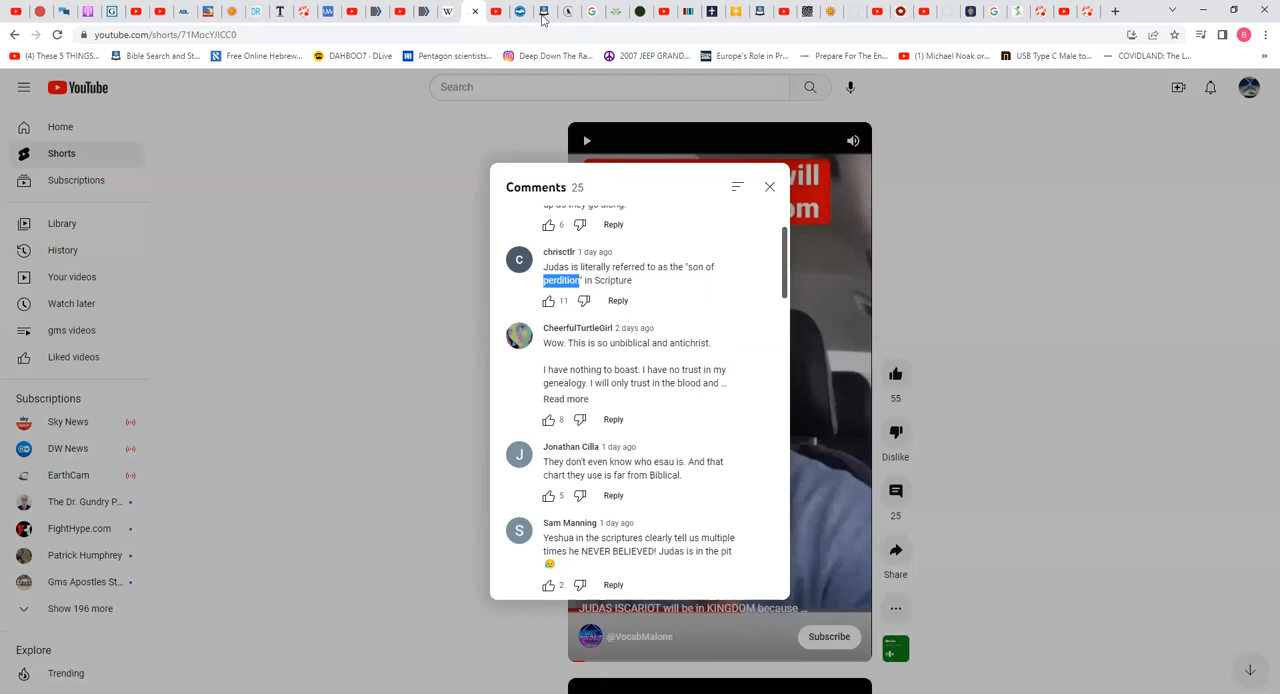 youtube.com/shorts/71MocYJICC0
B
(4) These 5 THINGS...
Bible Search and St...
Free Online Hebrew...
DAHBOO7 - DLive
Pentagon scientists...
Deep Down The Ra...
2007 JEEP GRAND...
Europe's Role in Pr...
Prepare For The En...
(1) Michael Noak or...
USB Type C Male to...
COVIDLAND: The L...
YouTube
Search
Home
Shorts
Subscriptions
Library
History
Your videos
Watch later
gms videos
Liked videos
Subscriptions
Sky News
DW News
EarthCam
The Dr. Gundry P...
FightHype.com
Patrick Humphrey
Gms Apostles St...
Show 196 more
Explore
Trending
will
om
Comments 25
up as they go along.
6 Reply
C
chrisctlr 1 day ago
Judas is literally referred to as the "son of
perdition" in Scripture
11 Reply
CheerfulTurtleGirl 2 days ago
Wow. This is so unbiblical and antichrist.
I have nothing to boast. I have no trust in my
genealogy. I will only trust in the blood and ...
Read more
8 Reply
J
Jonathan Cilla 1 day ago
They don't even know who esau is. And that
chart they use is far from Biblical.
5 Reply
S
Sam Manning 1 day ago
Yeshua in the scriptures clearly tell us multiple
times he NEVER BELIEVED! Judas is in the pit
😥
2 Reply
JUDAS ISCARIOT will be in KINGDOM because ...
@VocabMalone
Subscribe
55
Dislike
25
Share